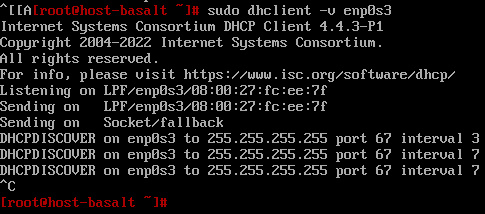 ^[[A[root@host-basalt ~]# sudo dhclient -v enp0s3
Internet Systems Consortium DHCP Client 4.4.3-P1
Copyright 2004-2022 Internet Systems Consortium.
All rights reserved.
For info, please visit https://www.isc.org/software/dhcp/
Listening on LPF/enp0s3/08:00:27:fc:ee:7f
Sending on   LPF/enp0s3/08:00:27:fc:ee:7f
Sending on   Socket/fallback
DHCPDISCOVER on enp0s3 to 255.255.255.255 port 67 interval 3
DHCPDISCOVER on enp0s3 to 255.255.255.255 port 67 interval 7
DHCPDISCOVER on enp0s3 to 255.255.255.255 port 67 interval 7
^C
[root@host-basalt ~]#